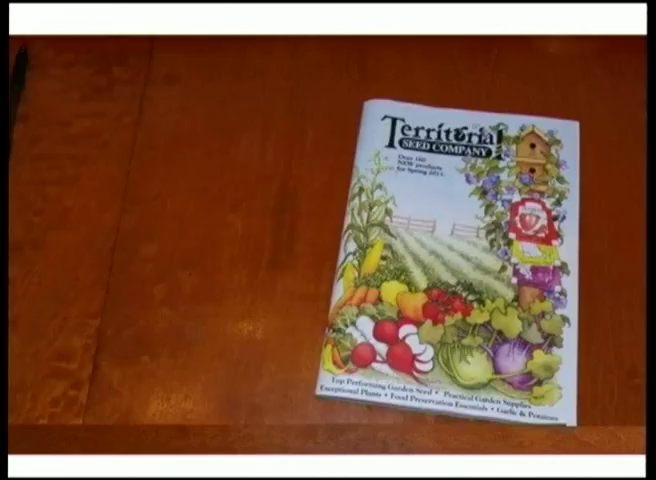 Territorial
SEED COMPANY
Over 160
NEW products
for Spring 2011
Top Performing Garden Seed • Practical Garden Supplies
Exceptional Plants • Food Preservation Essentials • Garlic & Potatoes